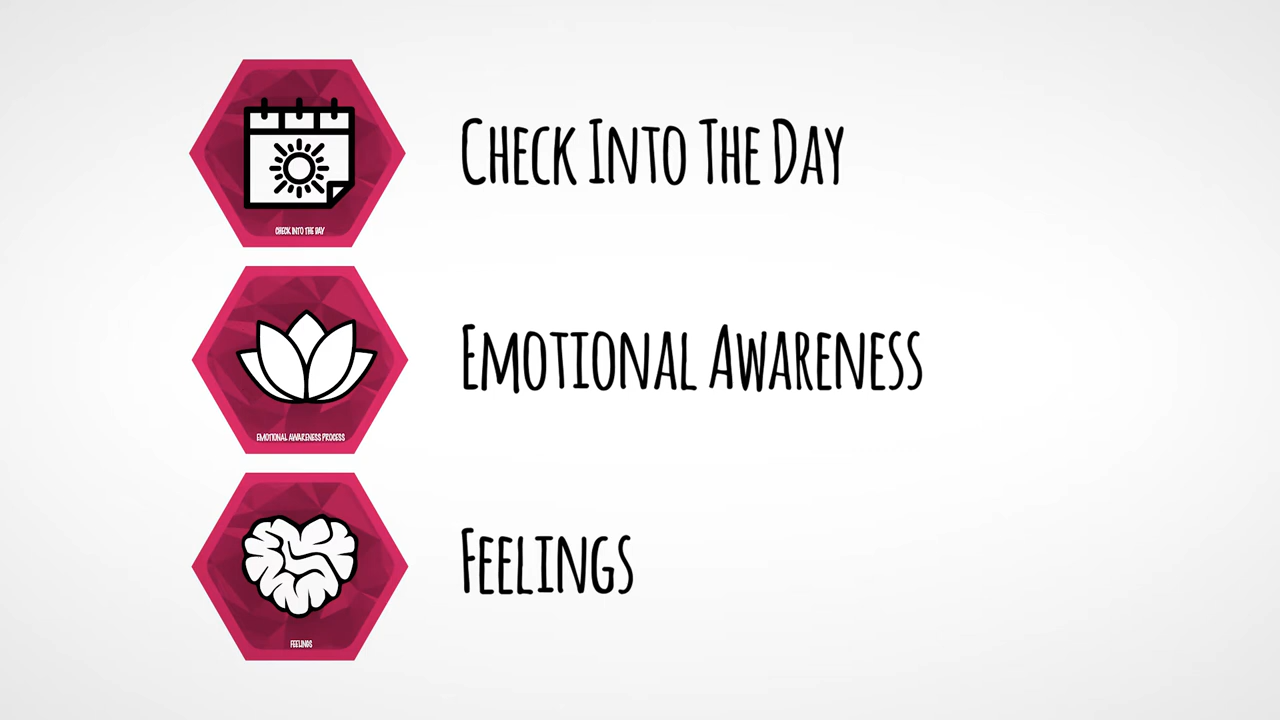 Check Into The Day
CHECK INTO THE DAY
Emotional Awareness
EMOTIONAL AWARENESS PROCESS
Feelings
FEELINGS